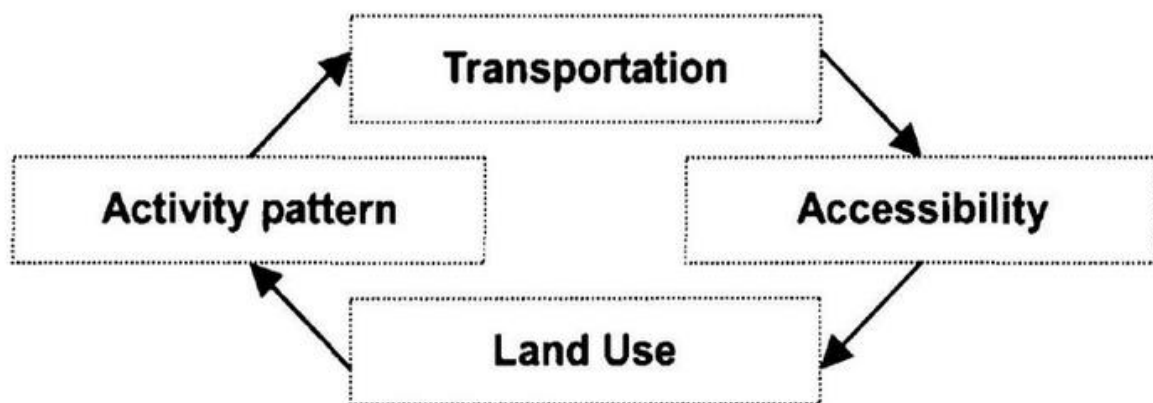 Transportation
Activity pattern
Accessibility
Land Use